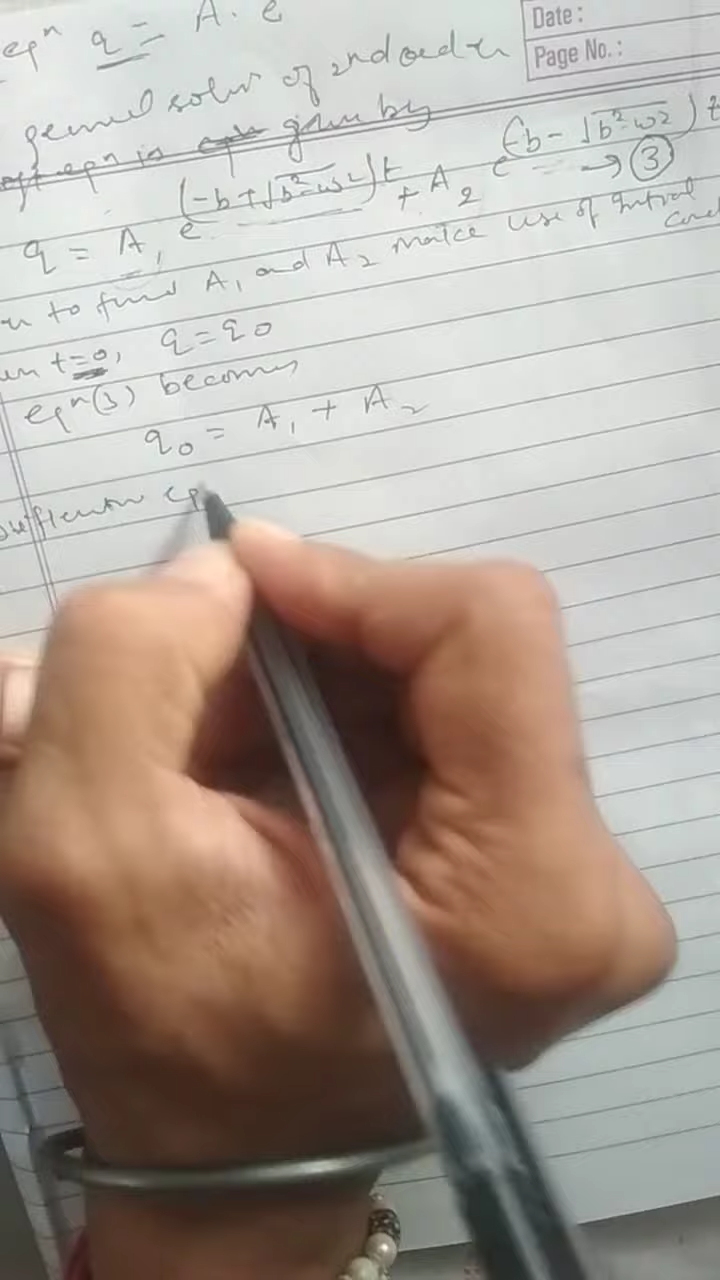 eqⁿ q = A. e
Date :
Page No. :
general solⁿ of 2nd order
eqⁿ is given by
q = A₁ e^(-b+√b²-ω²)t + A₂ e^(-b-√b²-ω²)t → ③
to find A₁ and A₂ make use of initial
cond
t=0, q=q₀
eqⁿ(3) becomes
q₀ = A₁ + A₂